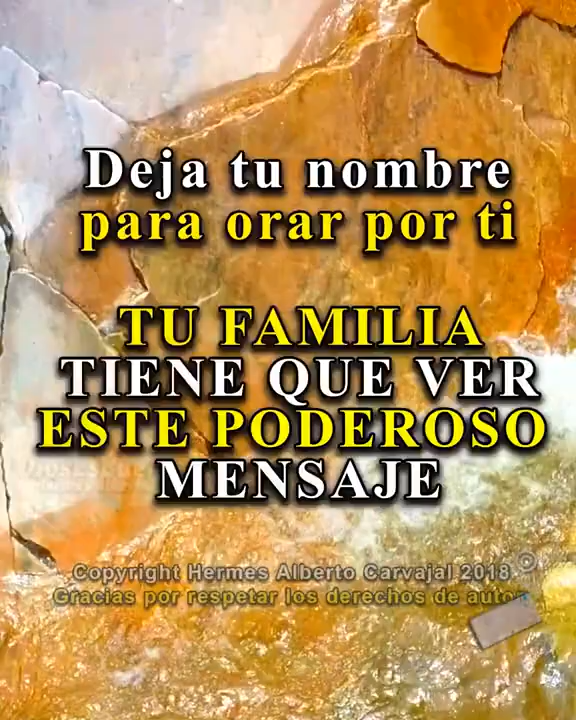 Deja tu nombre
para orar por ti
TU FAMILIA
TIENE QUE VER
ESTE PODEROSO
MENSAJE
Copyright Hermes Alberto Carvajal 2018 ©
Gracias por respetar los derechos de autor